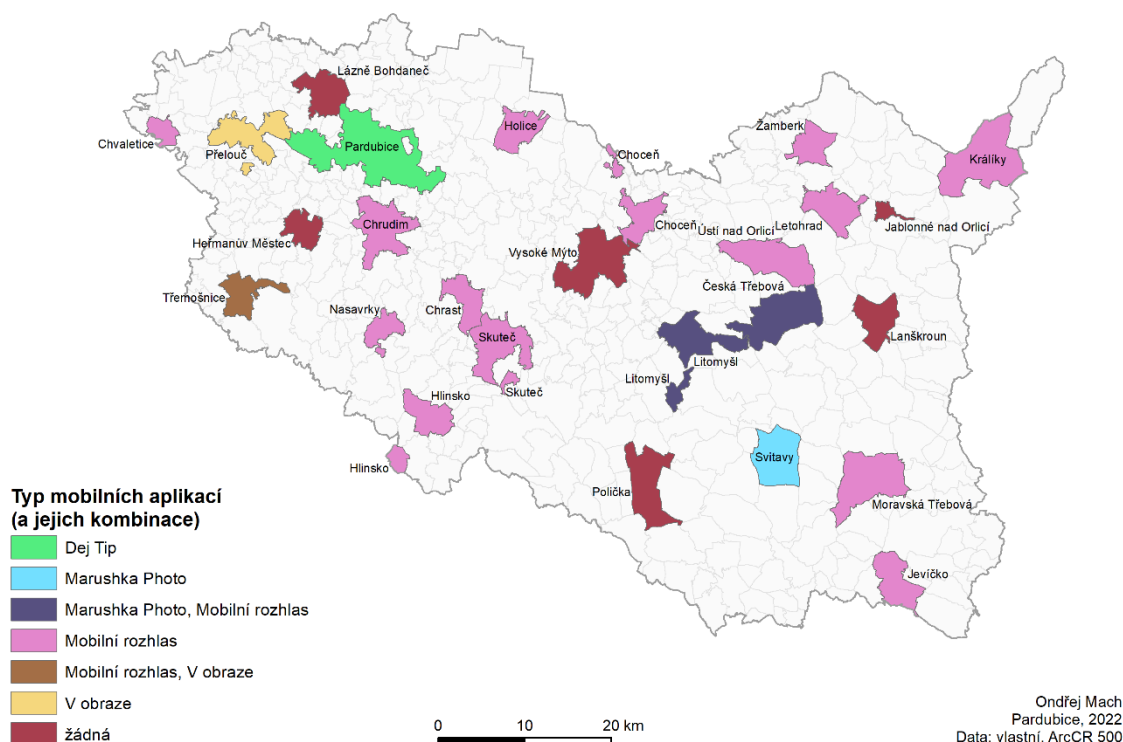 Lázně Bohdaneč
Holice
Žamberk
Chvaletice
Přelouč
Pardubice
Choceň
Králíky
Heřmanův Městec
Chrudim
Vysoké Mýto
Choceň
Ústí nad Orlicí
Letohrad
Jablonné nad Orlicí
Třemošnice
Nasavrky
Chrast
Skuteč
Skuteč
Česká Třebová
Litomyšl
Litomyšl
Lanškroun
Hlinsko
Hlinsko
Polička
Svitavy
Moravská Třebová
Jevíčko
Typ mobilních aplikací
(a jejich kombinace)
Dej Tip
Marushka Photo
Marushka Photo, Mobilní rozhlas
Mobilní rozhlas
Mobilní rozhlas, V obraze
V obraze
žádná
0 10 20 km
Ondřej Mach
Pardubice, 2022
Data: vlastní, ArcCR 500